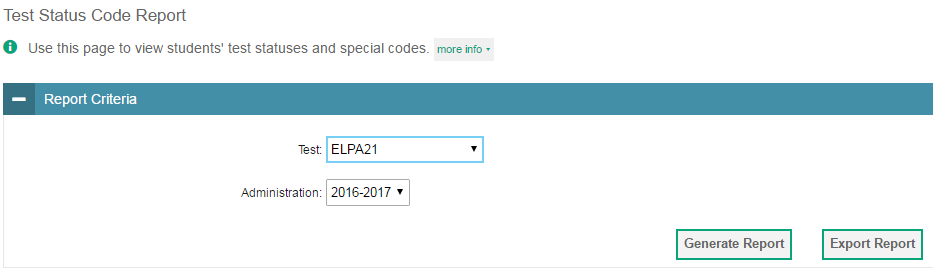 Test Status Code Report
Use this page to view students' test statuses and special codes. more info
Report Criteria
Test: ELPA21
Administration: 2016-2017
Generate Report Export Report